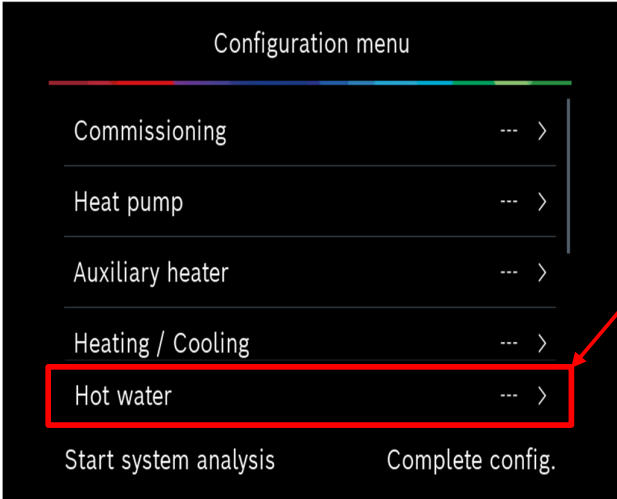 Configuration menu
Commissioning --- >
Heat pump --- >
Auxiliary heater --- >
Heating / Cooling --- >
Hot water --- >
Start system analysis Complete config.